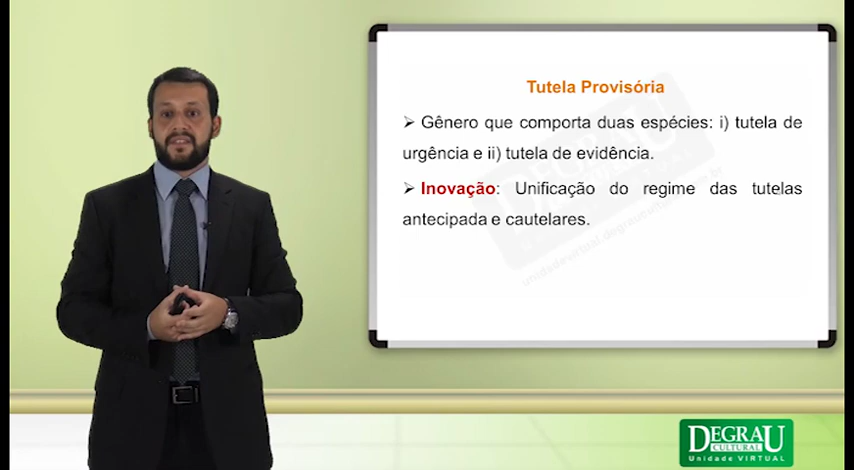 Tutela Provisória
➢ Gênero que comporta duas espécies: i) tutela de
urgência e ii) tutela de evidência.
➢ Inovação: Unificação do regime das tutelas
antecipada e cautelares.
DEGRAU
CULTURAL
Unidade VIRTUAL